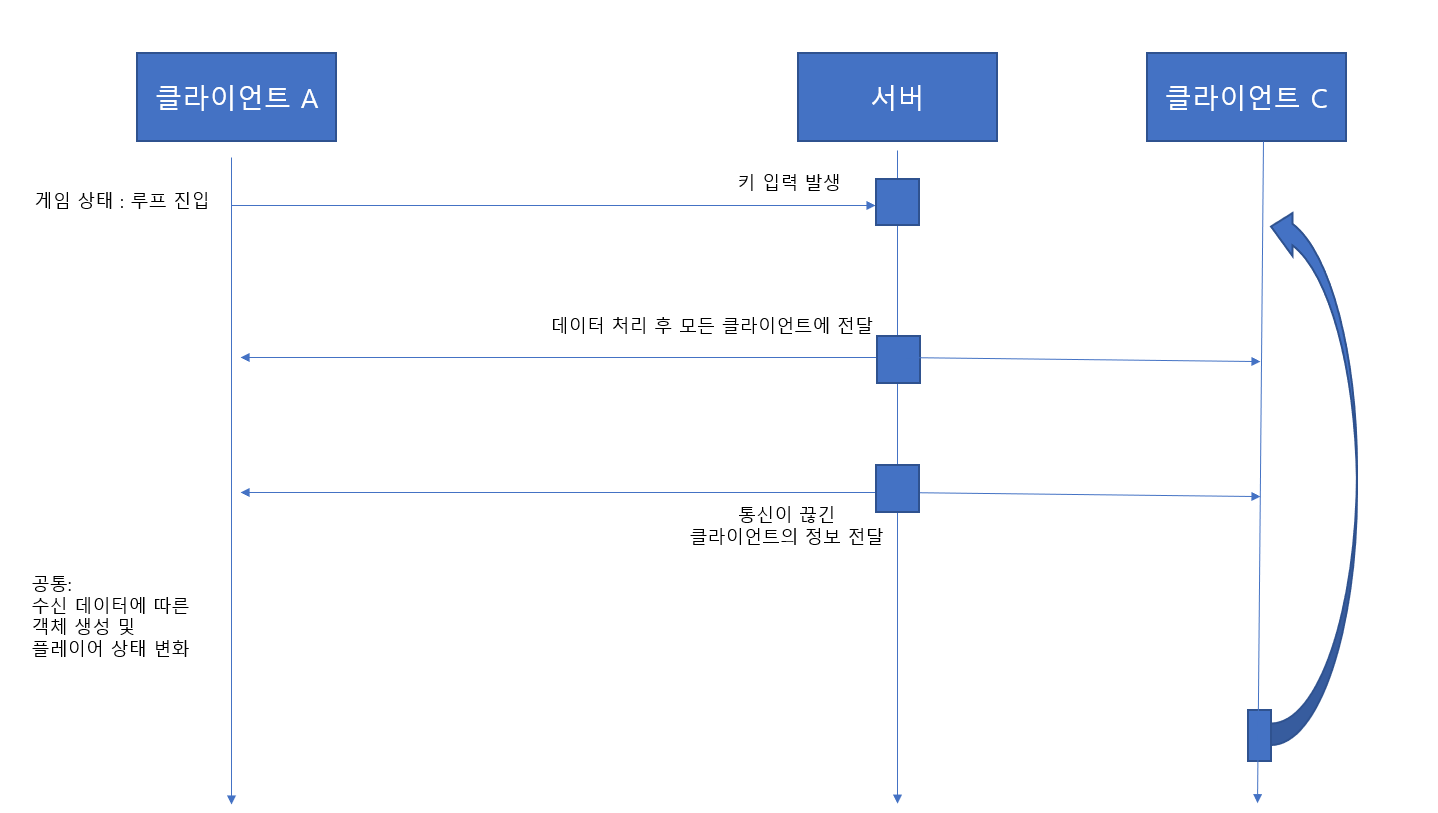 클라이언트 A
서버
클라이언트 C
게임 상태 : 루프 진입
키 입력 발생
데이터 처리 후 모든 클라이언트에 전달
통신이 끊긴
클라이언트의 정보 전달
공통:
수신 데이터에 따른
객체 생성 및
플레이어 상태 변화